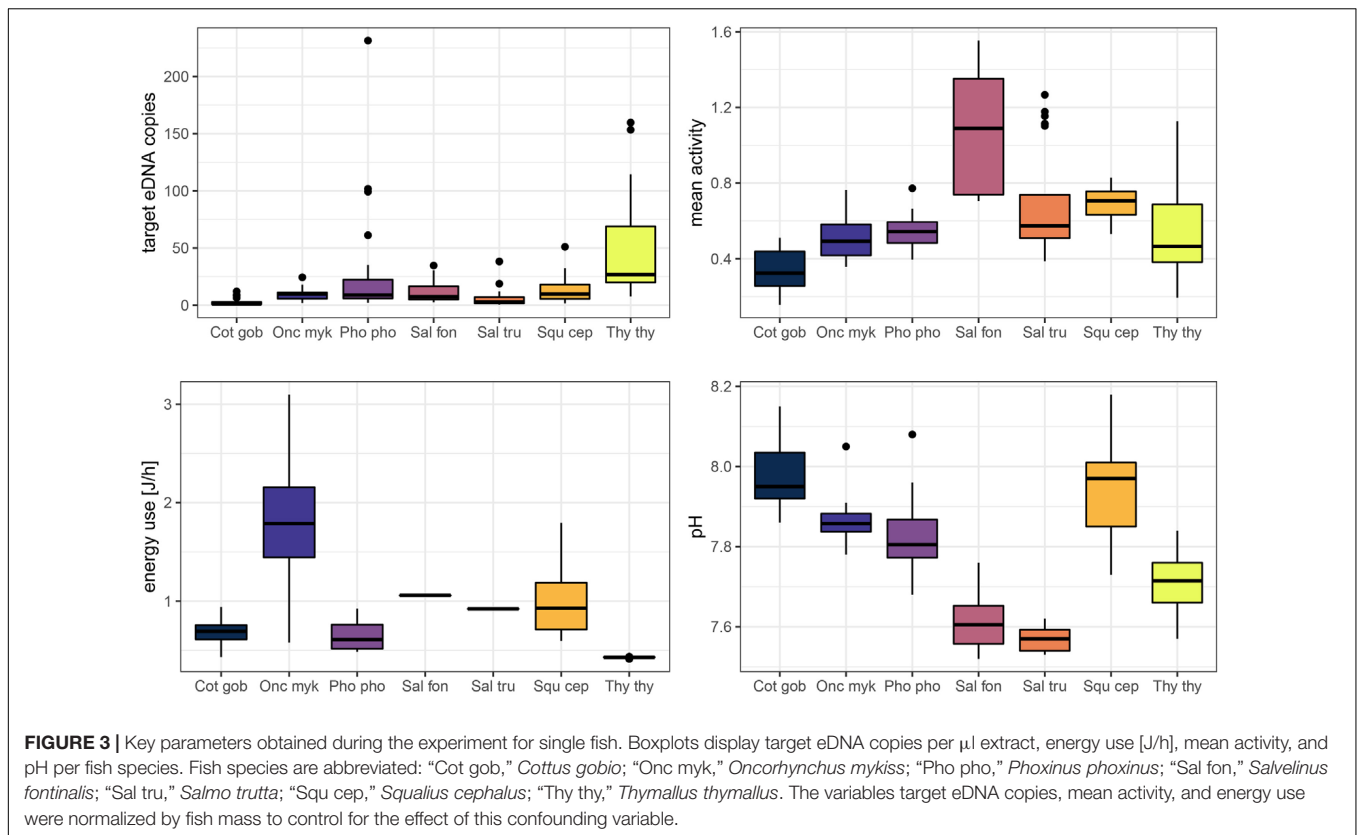 target eDNA copies
200
150
100
50
0
Cot gob Onc myk Pho pho Sal fon Sal tru Squ cep Thy thy
mean activity
1.6
1.2
0.8
0.4
Cot gob Onc myk Pho pho Sal fon Sal tru Squ cep Thy thy
energy use [J/h]
3
2
1
Cot gob Onc myk Pho pho Sal fon Sal tru Squ cep Thy thy
pH
8.2
8.0
7.8
7.6
Cot gob Onc myk Pho pho Sal fon Sal tru Squ cep Thy thy
FIGURE 3 | Key parameters obtained during the experiment for single fish. Boxplots display target eDNA copies per μl extract, energy use [J/h], mean activity, and
pH per fish species. Fish species are abbreviated: “Cot gob,” Cottus gobio; “Onc myk,” Oncorhynchus mykiss; “Pho pho,” Phoxinus phoxinus; “Sal fon,” Salvelinus
fontinalis; “Sal tru,” Salmo trutta; “Squ cep,” Squalius cephalus; “Thy thy,” Thymallus thymallus. The variables target eDNA copies, mean activity, and energy use
were normalized by fish mass to control for the effect of this confounding variable.